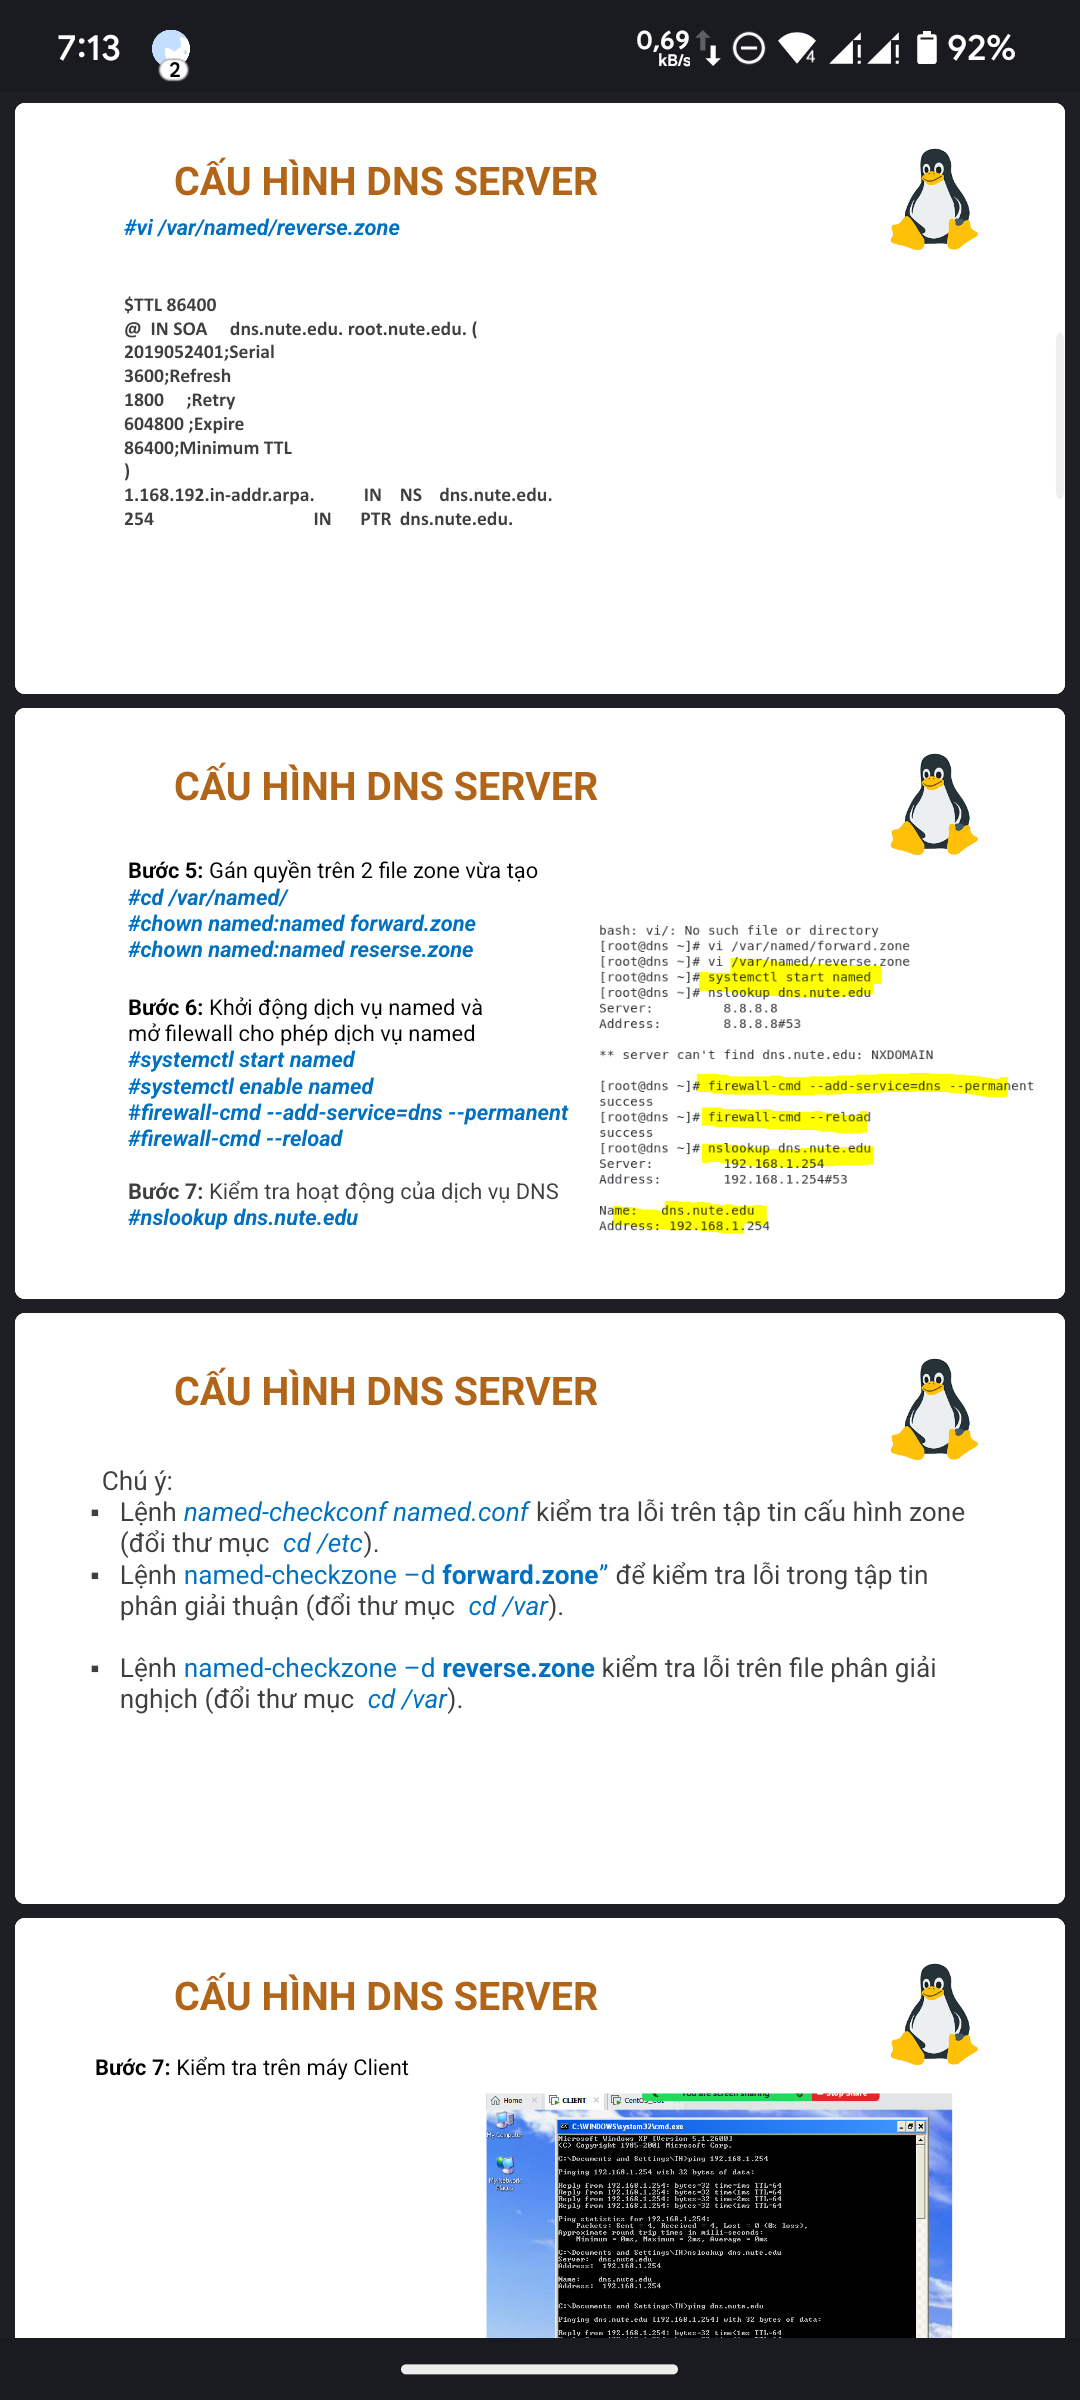 7:13
2
0,69
kB/s
4
92%
CẤU HÌNH DNS SERVER
#vi /var/named/reverse.zone
$TTL 86400
@ IN SOA dns.nute.edu. root.nute.edu. (
2019052401;Serial
3600;Refresh
1800 ;Retry
604800 ;Expire
86400;Minimum TTL
)
1.168.192.in-addr.arpa. IN NS dns.nute.edu.
254 IN PTR dns.nute.edu.
CẤU HÌNH DNS SERVER
Bước 5: Gán quyền trên 2 file zone vừa tạo
#cd /var/named/
#chown named:named forward.zone
#chown named:named reserse.zone
Bước 6: Khởi động dịch vụ named và
mở filewall cho phép dịch vụ named
#systemctl start named
#systemctl enable named
#firewall-cmd --add-service=dns --permanent
#firewall-cmd --reload
Bước 7: Kiểm tra hoạt động của dịch vụ DNS
#nslookup dns.nute.edu
bash: vi/: No such file or directory
[root@dns ~]# vi /var/named/forward.zone
[root@dns ~]# vi /var/named/reverse.zone
[root@dns ~]# systemctl start named
[root@dns ~]# nslookup dns.nute.edu
Server: 8.8.8.8
Address: 8.8.8.8#53
** server can't find dns.nute.edu: NXDOMAIN
[root@dns ~]# firewall-cmd --add-service=dns --permanent
success
[root@dns ~]# firewall-cmd --reload
success
[root@dns ~]# nslookup dns.nute.edu
Server: 192.168.1.254
Address: 192.168.1.254#53
Name: dns.nute.edu
Address: 192.168.1.254
CẤU HÌNH DNS SERVER
Chú ý:
▪ Lệnh named-checkconf named.conf kiểm tra lỗi trên tập tin cấu hình zone
(đổi thư mục cd /etc).
▪ Lệnh named-checkzone –d forward.zone” để kiểm tra lỗi trong tập tin
phân giải thuận (đổi thư mục cd /var).
▪ Lệnh named-checkzone –d reverse.zone kiểm tra lỗi trên file phân giải
nghịch (đổi thư mục cd /var).
CẤU HÌNH DNS SERVER
Bước 7: Kiểm tra trên máy Client
You are screen sharing Stop Share
Home CLIENT
My Computer
My Network
Places
C:\WINDOWS\system32\cmd.exe
Microsoft Windows XP [Version 5.1.2600]
(C) Copyright 1985-2001 Microsoft Corp.
C:\Documents and Settings\TH>ping 192.168.1.254
Pinging 192.168.1.254 with 32 bytes of data:
Reply from 192.168.1.254: bytes=32 time=1ms TTL=64
Reply from 192.168.1.254: bytes=32 time<1ms TTL=64
Reply from 192.168.1.254: bytes=32 time=2ms TTL=64
Reply from 192.168.1.254: bytes=32 time<1ms TTL=64
Ping statistics for 192.168.1.254:
Packets: Sent = 4, Received = 4, Lost = 0 (0% loss),
Approximate round trip times in milli-seconds:
Minimum = 0ms, Maximum = 2ms, Average = 0ms
C:\Documents and Settings\TH>nslookup dns.nute.edu
Server: dns.nute.edu
Address: 192.168.1.254
Name: dns.nute.edu
Address: 192.168.1.254
C:\Documents and Settings\TH>ping dns.nute.edu
Pinging dns.nute.edu [192.168.1.254] with 32 bytes of data:
Reply from 192.168.1.254: bytes=32 time<1ms TTL=64